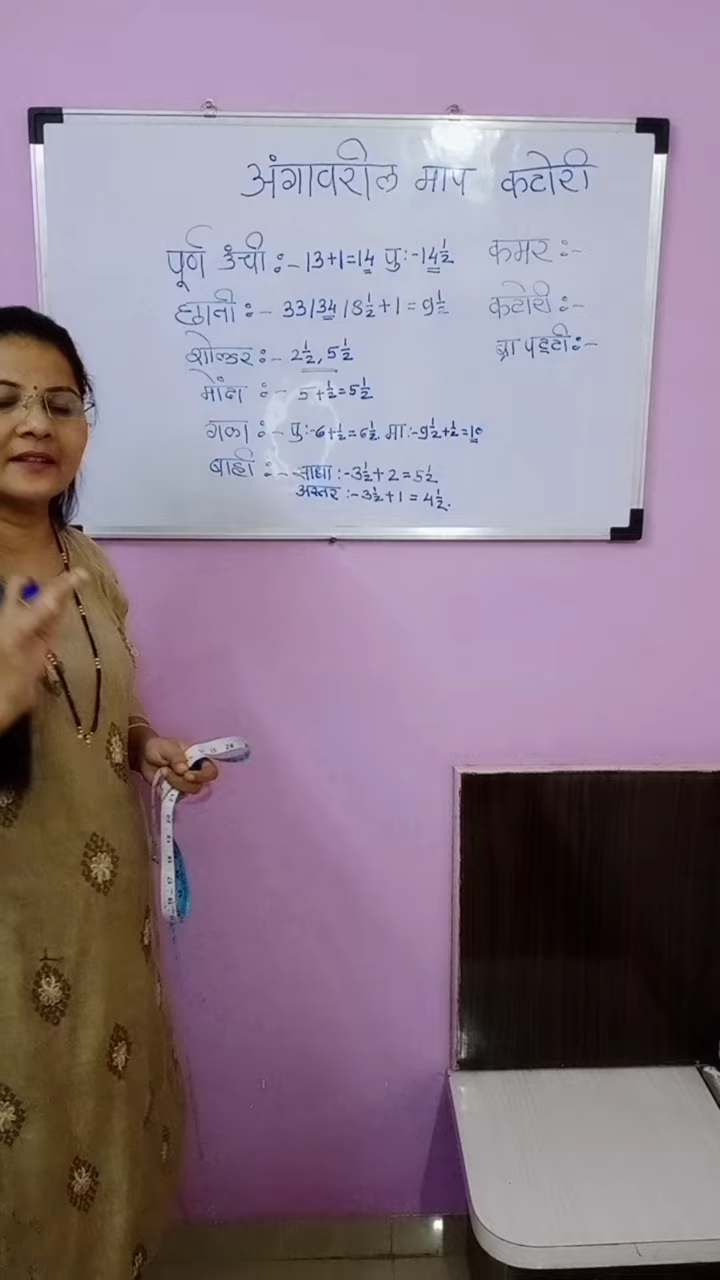 अंगावरील माप कटोरी
पूर्ण उंची :- 13+1=14 पु:-14½ कमर :-
छाती :- 33/34/8½+1=9½ कटोरी :-
शोल्डर :- 2½, 5½ ब्रा पट्टी :-
मोंढा :- 5+½=5½
गळा :- पु:-6+½=6½ मा:-9½+½=10
बाही :- साधा :-3½+2=5½
अस्तर :-3½+1=4½.